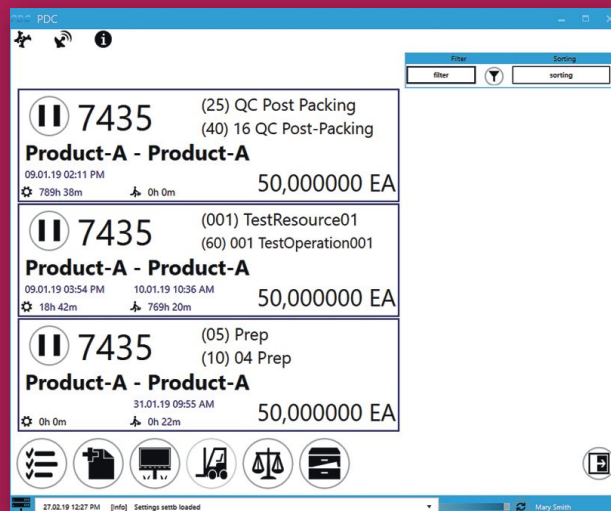 PDC PDC
Filter Sorting
filter sorting
7435
(25) QC Post Packing
(40) 16 QC Post-Packing
Product-A - Product-A
09.01.19 02:11 PM
789h 38m 0h 0m
50,000000 EA
7435
(001) TestResource01
(60) 001 TestOperation001
Product-A - Product-A
09.01.19 03:54 PM 10.01.19 10:36 AM
18h 42m 769h 20m
50,000000 EA
7435
(05) Prep
(10) 04 Prep
Product-A - Product-A
31.01.19 09:55 AM
0h 0m 0h 22m
50,000000 EA
27.02.19 12:27 PM [Info] Settings settb loaded
Mary Smith